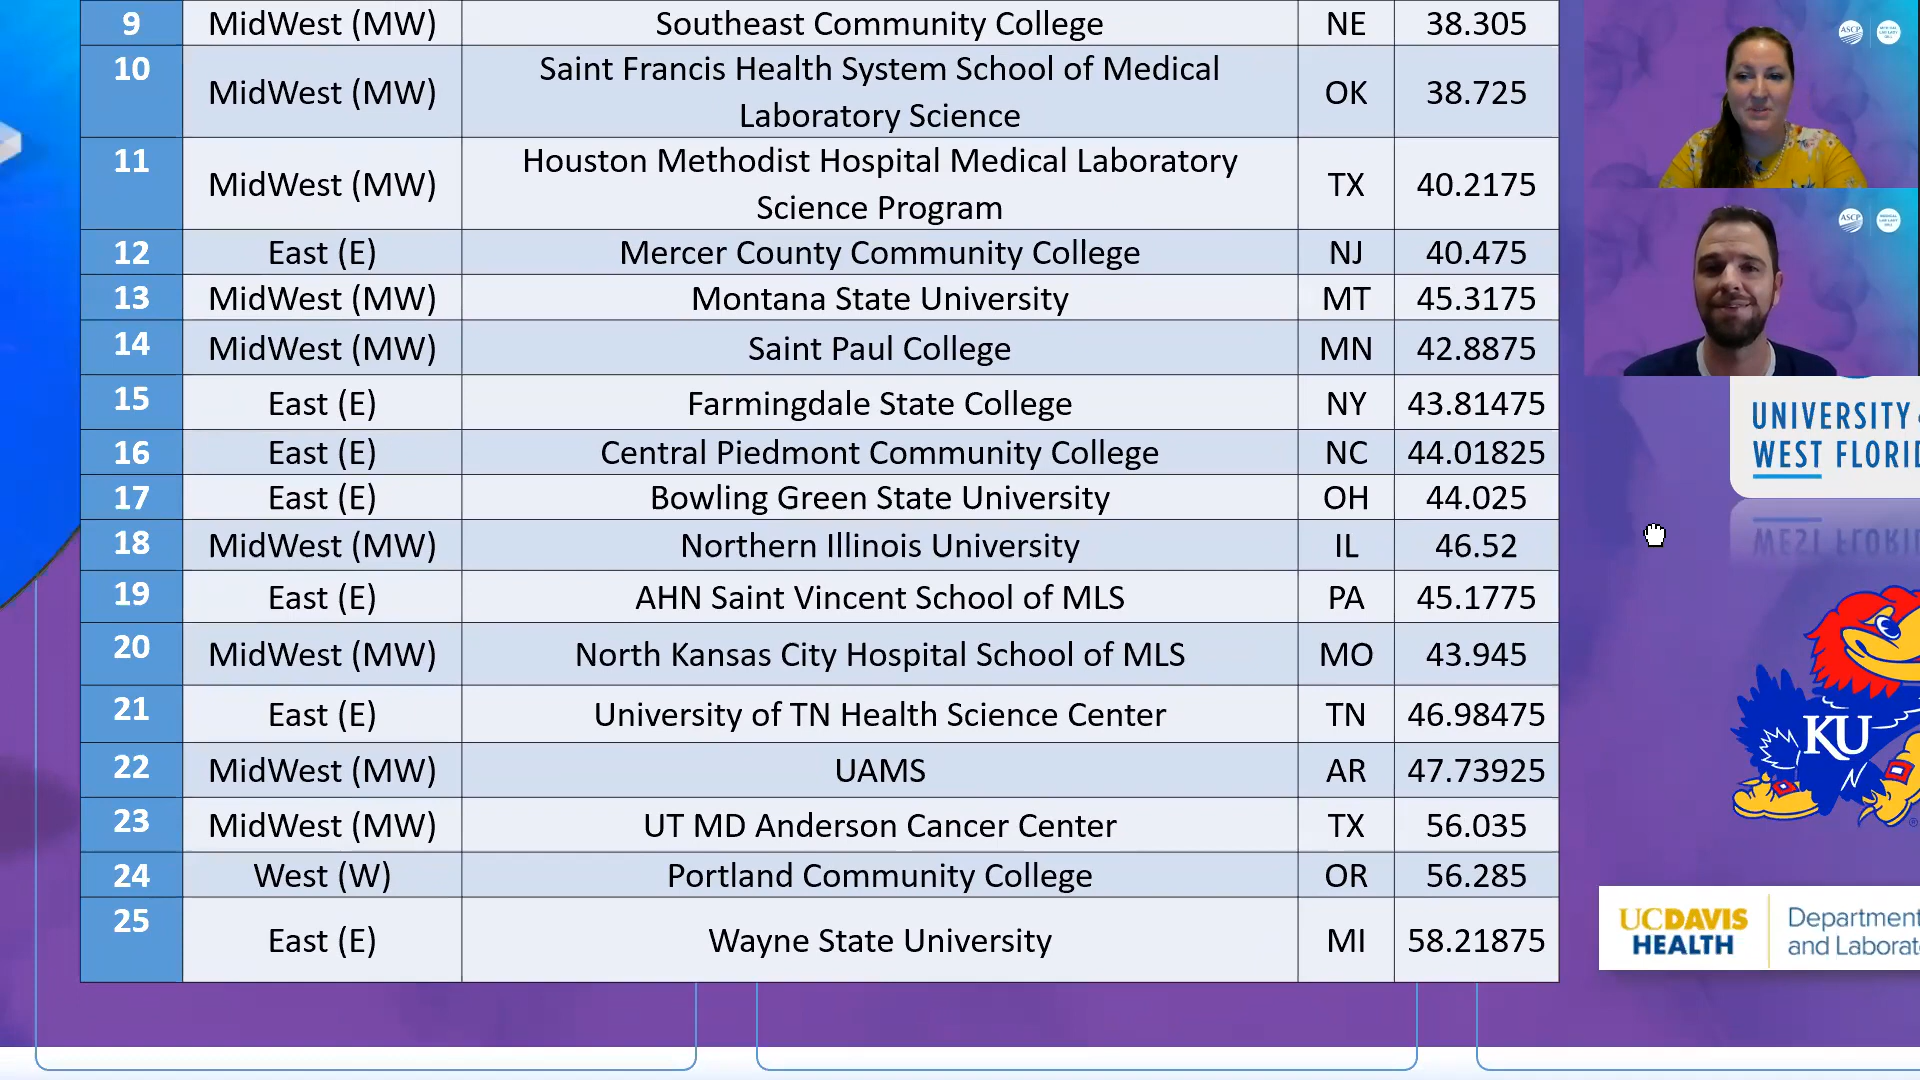 9 MidWest (MW) Southeast Community College NE 38.305
10 MidWest (MW) Saint Francis Health System School of Medical
Laboratory Science OK 38.725
11 MidWest (MW) Houston Methodist Hospital Medical Laboratory
Science Program TX 40.2175
12 East (E) Mercer County Community College NJ 40.475
13 MidWest (MW) Montana State University MT 45.3175
14 MidWest (MW) Saint Paul College MN 42.8875
15 East (E) Farmingdale State College NY 43.81475
16 East (E) Central Piedmont Community College NC 44.01825
17 East (E) Bowling Green State University OH 44.025
18 MidWest (MW) Northern Illinois University IL 46.52
19 East (E) AHN Saint Vincent School of MLS PA 45.1775
20 MidWest (MW) North Kansas City Hospital School of MLS MO 43.945
21 East (E) University of TN Health Science Center TN 46.98475
22 MidWest (MW) UAMS AR 47.73925
23 MidWest (MW) UT MD Anderson Cancer Center TX 56.035
24 West (W) Portland Community College OR 56.285
25 East (E) Wayne State University MI 58.21875
ASCP
ASCP
UNIVERSITY
WEST FLORID
KU
UCDAVIS
HEALTH
Department
and Laborat